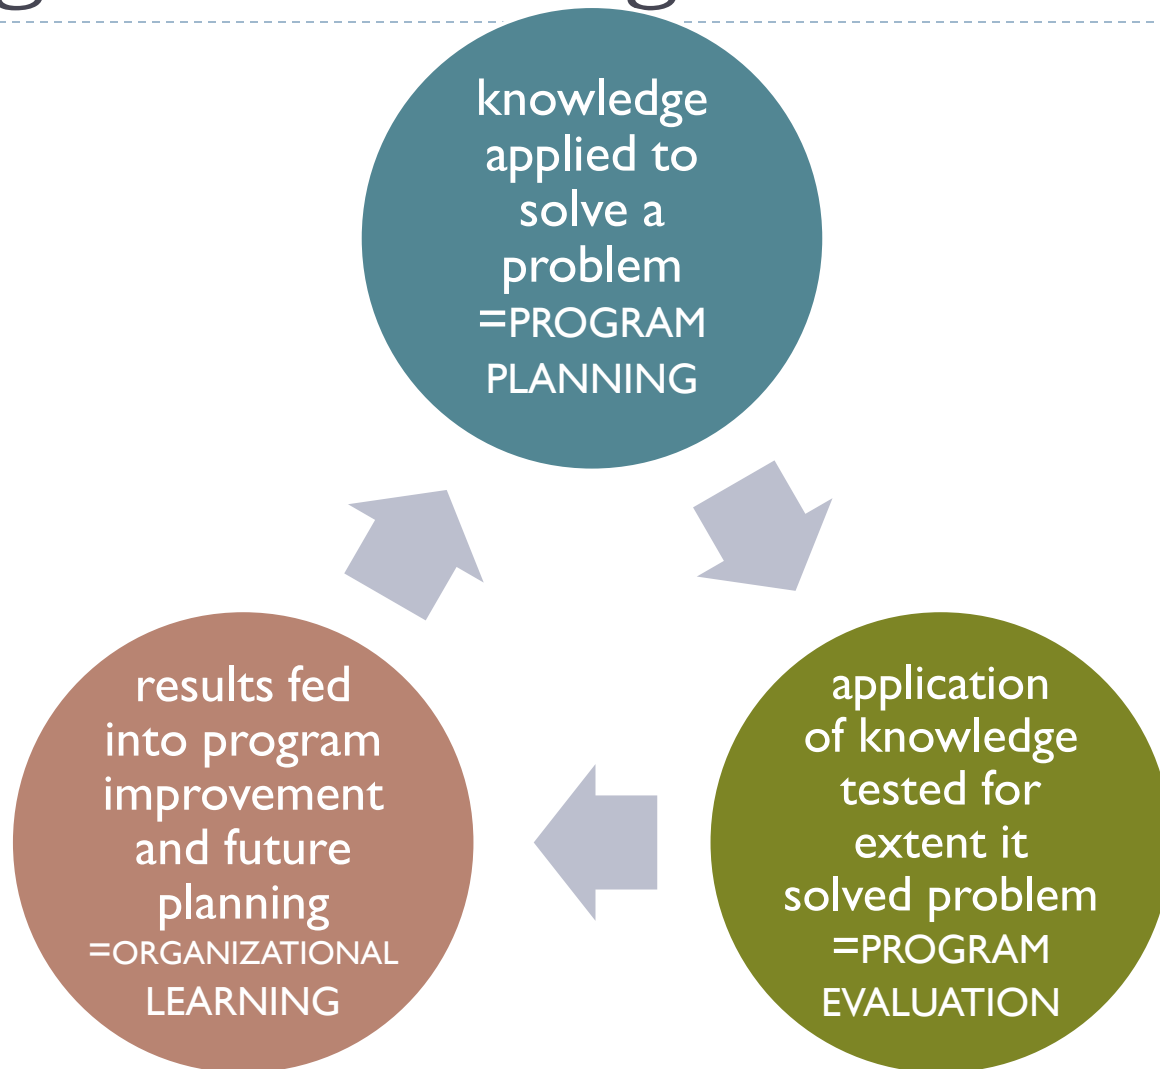 knowledge
applied to
solve a
problem
=PROGRAM
PLANNING
application
of knowledge
tested for
extent it
solved problem
=PROGRAM
EVALUATION
results fed
into program
improvement
and future
planning
=ORGANIZATIONAL
LEARNING